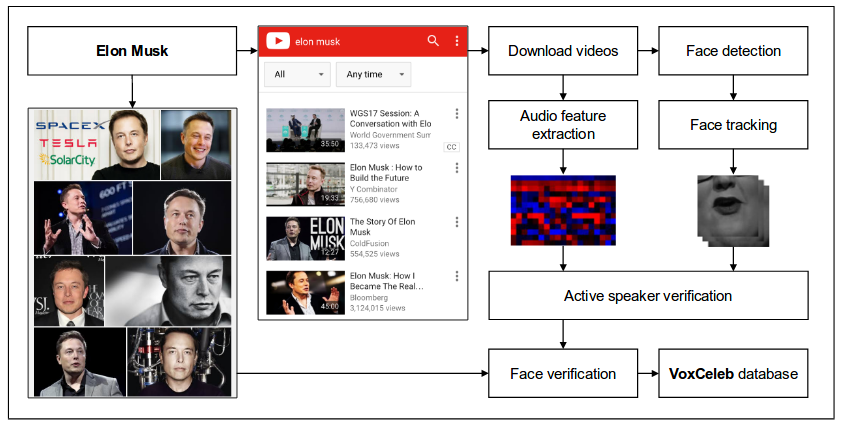 Elon Musk
elon musk
All
Any time
WGS17 Session: A
Conversation with Elo
World Government Sum
133,473 views
35:50
CC
Elon Musk : How to
Build the Future
Y Combinator
756,680 views
19:33
The Story Of Elon
Musk
ColdFusion
554,525 views
ELON
MUSK
12:27
Elon Musk: How I
Became The Real...
Bloomberg
3,124,015 views
45:00
Download videos
Face detection
Audio feature
extraction
Face tracking
Active speaker verification
Face verification
VoxCeleb database
SPACEX
TESLA
SolarCity
600 FT
WSJ.